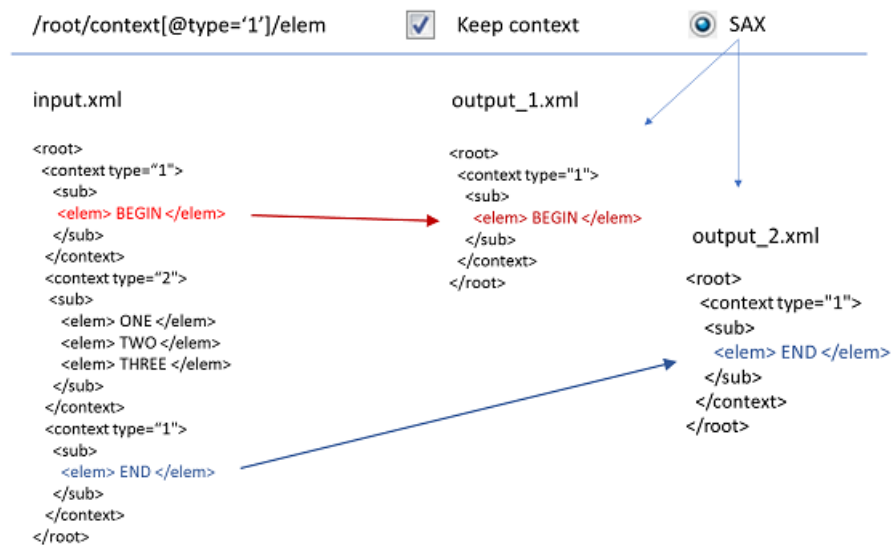 /root/context[@type=‘1’]/elem
Keep context
SAX
input.xml
<root>
<context type=“1">
<sub>
<elem> BEGIN </elem>
</sub>
</context>
<context type=“2">
<sub>
<elem> ONE </elem>
<elem> TWO </elem>
<elem> THREE </elem>
</sub>
</context>
<context type=“1">
<sub>
<elem> END </elem>
</sub>
</context>
</root>
output_1.xml
<root>
<context type="1">
<sub>
<elem> BEGIN </elem>
</sub>
</context>
</root>
output_2.xml
<root>
<context type="1">
<sub>
<elem> END </elem>
</sub>
</context>
</root>